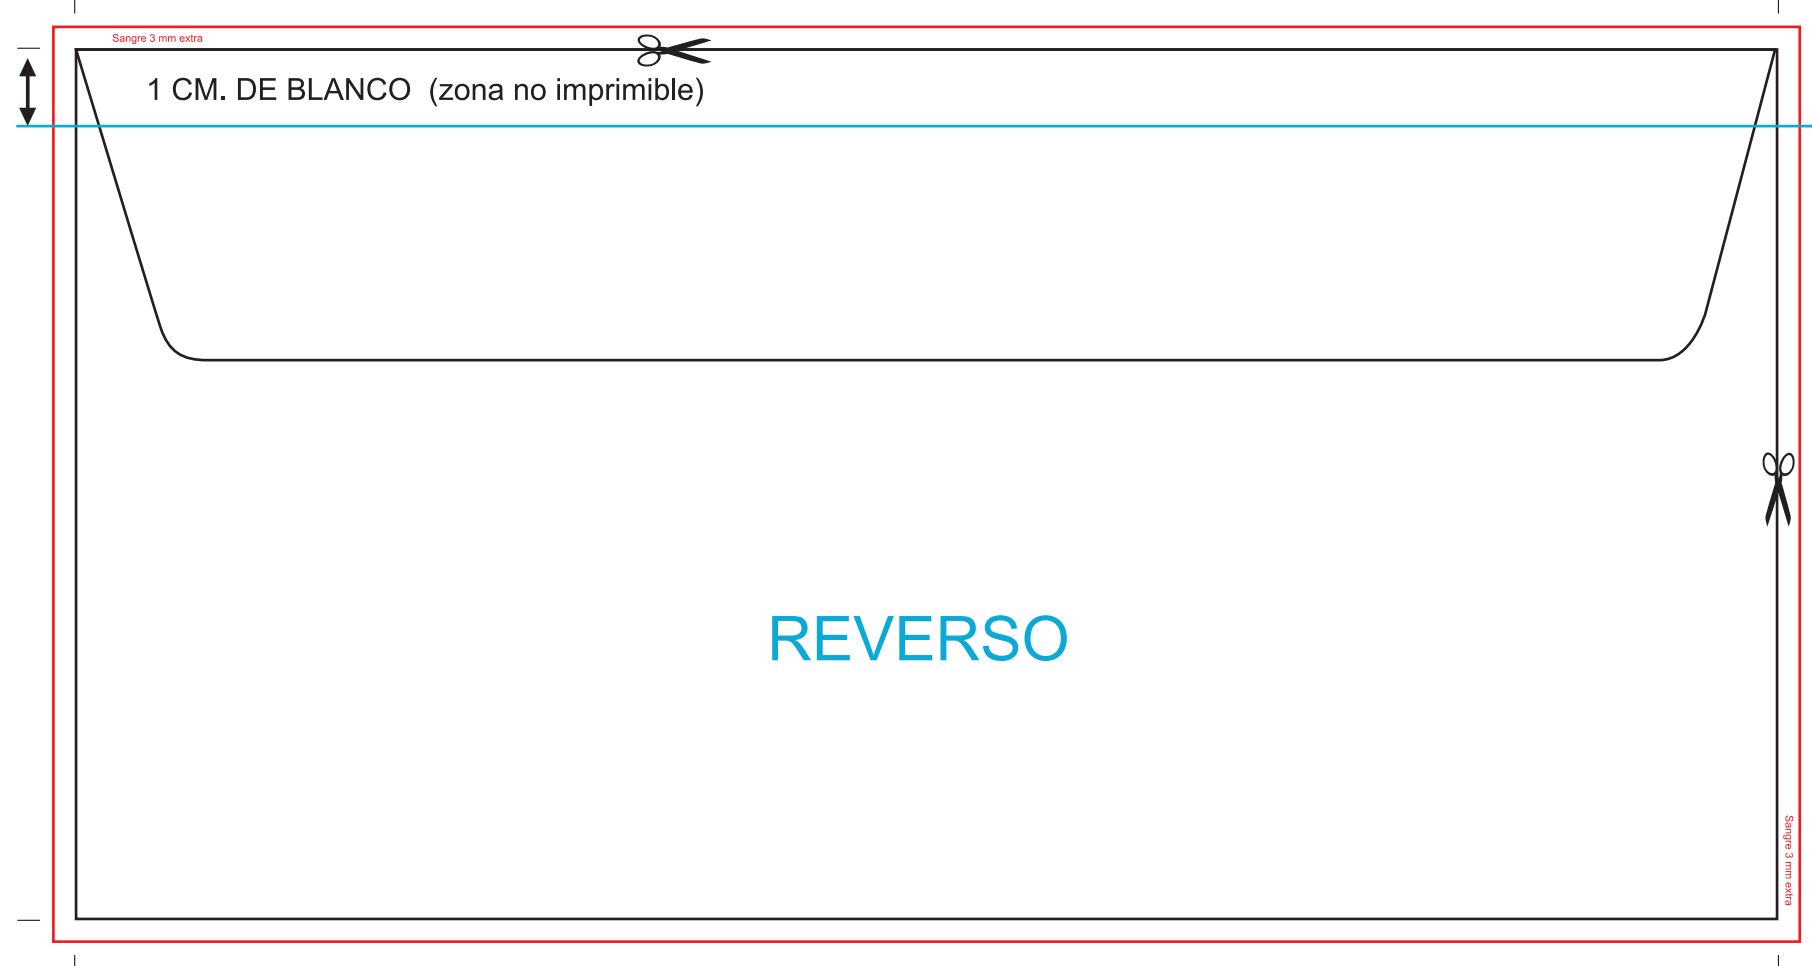 Sangre 3 mm extra
1 CM. DE BLANCO (zona no imprimible)
REVERSO
Sangre 3 mm extra